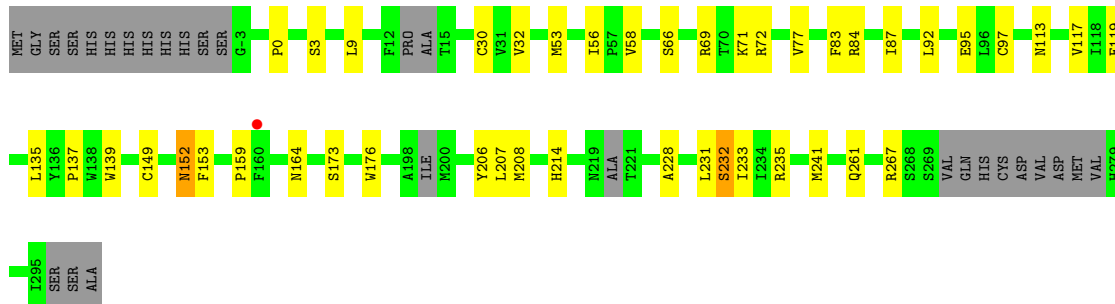 MET GLY SER SER HIS HIS HIS HIS HIS HIS SER SER G-3 P0 S3 L9 F12 PRO ALA T15 C30 V31 V32 M53 I56 P57 V58 S66 R69 T70 K71 R72 V77 F83 R84 I87 L92 E95 L96 C97 N113 V117 I118
L135 Y136 P137 W138 W139 C149 N152 F153 P159 F160 N164 S173 W176 A198 ILE M200 Y206 L207 M208 H214 N219 ALA T221 A228 L231 S232 I233 I234 R235 M241 Q261 R267 S268 S269 VAL GLN HIS CYS ASP VAL ASP MET VAL H279
I295 SER SER ALA